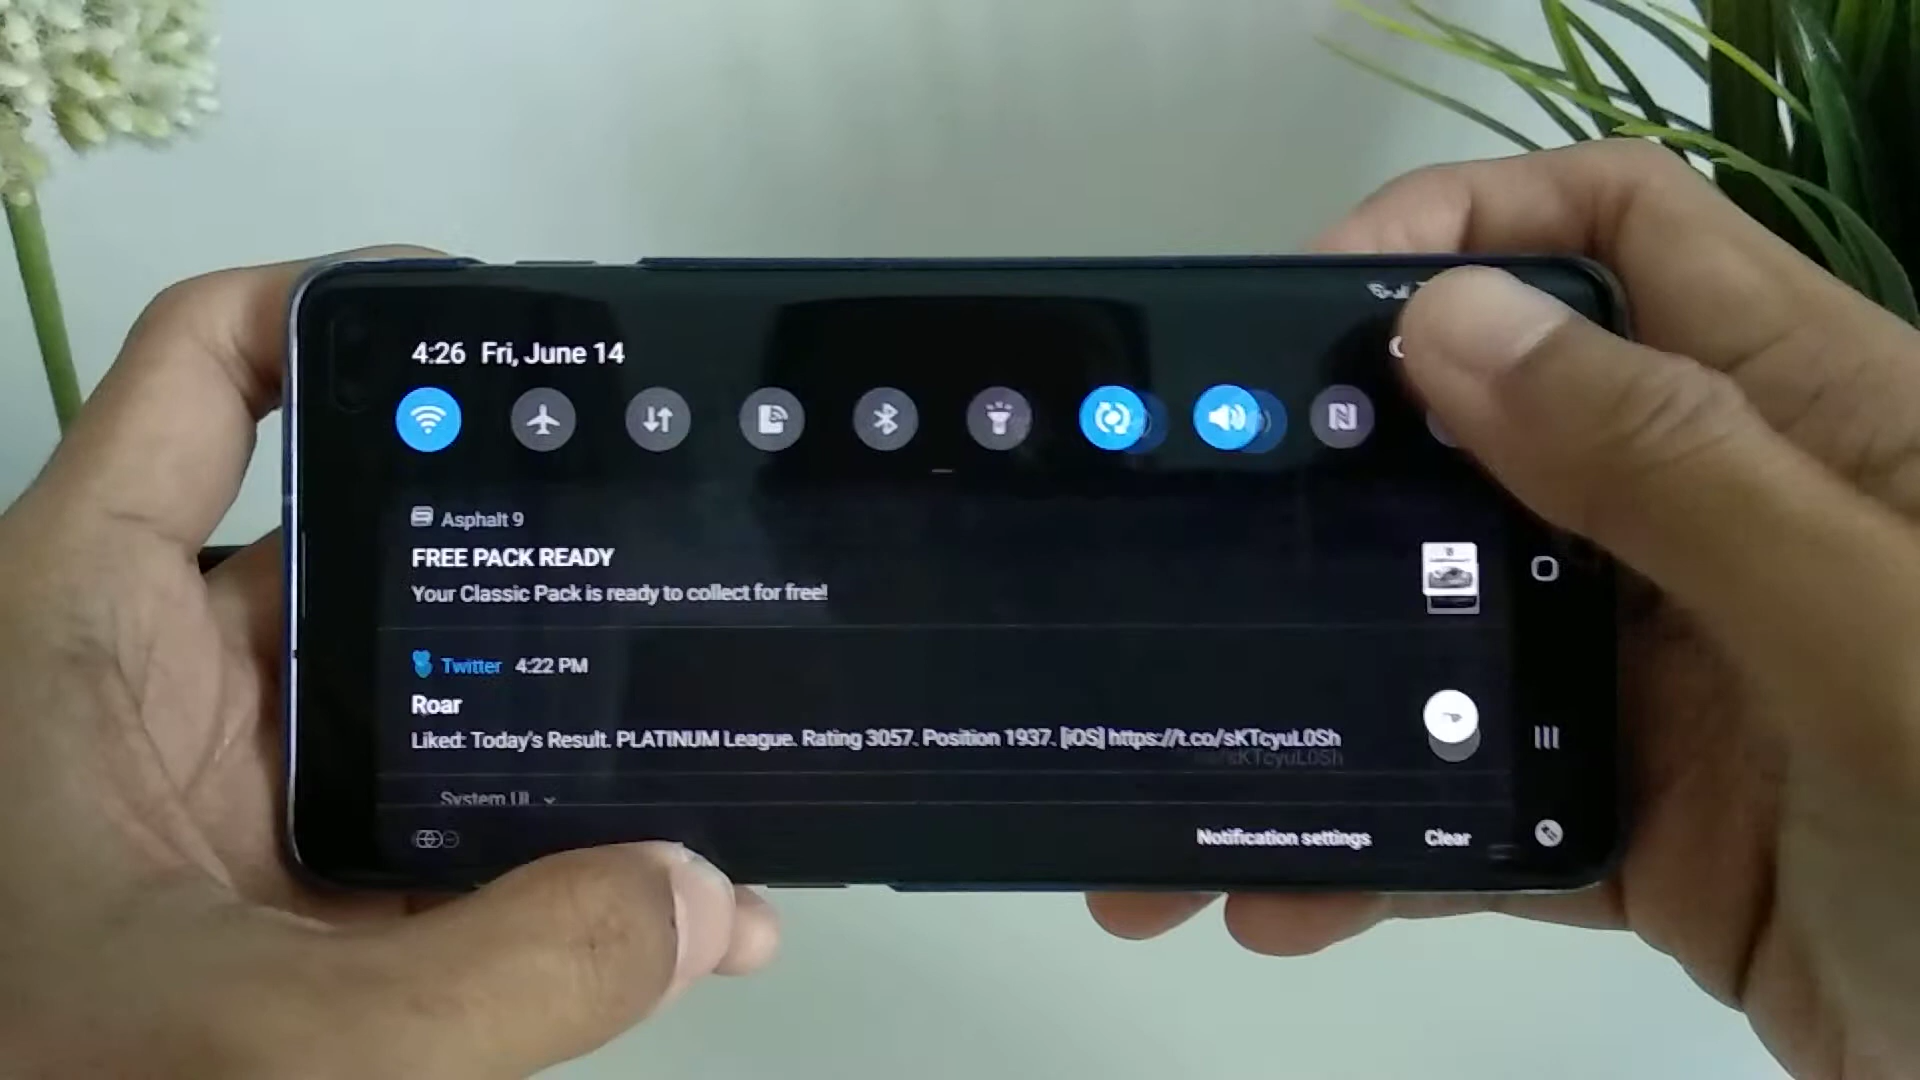 4:26 Fri, June 14
Asphalt 9
FREE PACK READY
Your Classic Pack is ready to collect for free!
Twitter 4:22 PM
Roar
Liked: Today's Result. PLATINUM League. Rating 3057. Position 1937. [iOS] https://t.co/sKTcyuL0Sh
System UI
Notification settings Clear